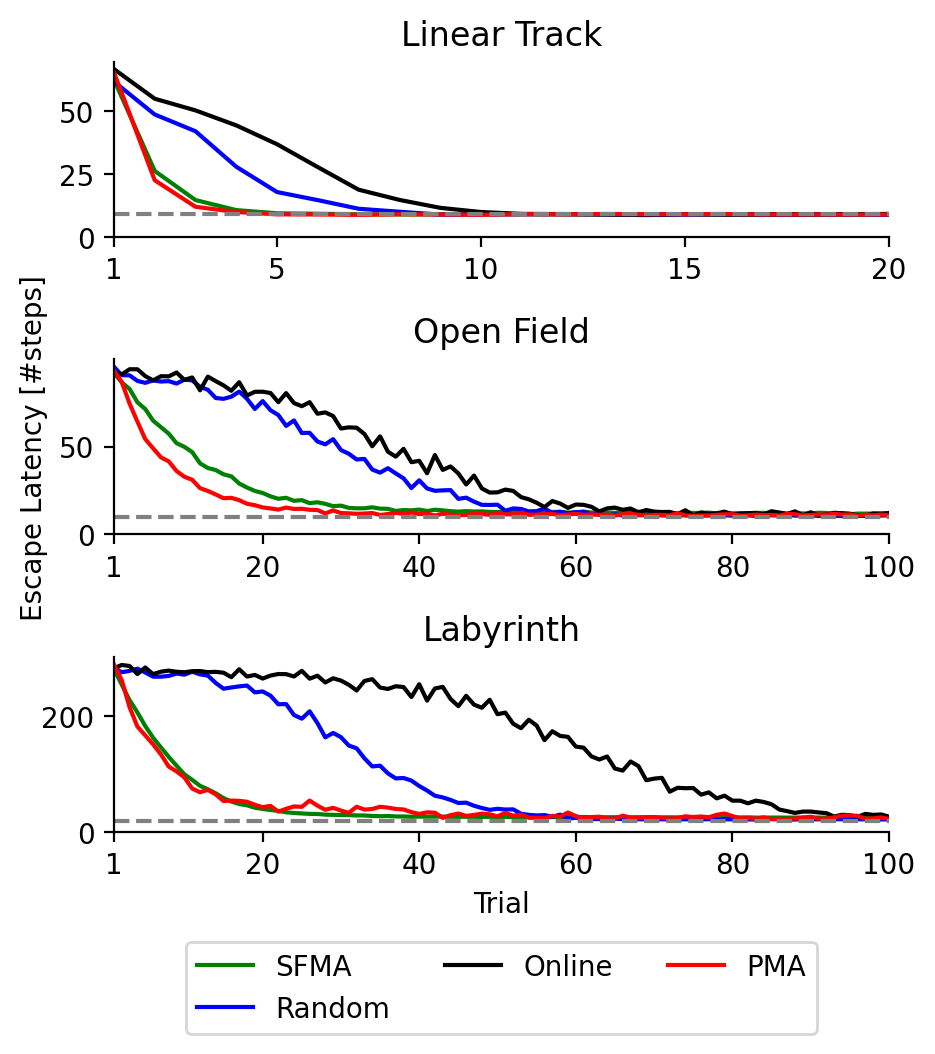 Linear Track
50
25
0
1 5 10 15 20
Escape Latency [#steps]
Open Field
50
0
1 20 40 60 80 100
Labyrinth
200
0
1 20 40 60 80 100
Trial
SFMA Online PMA
Random